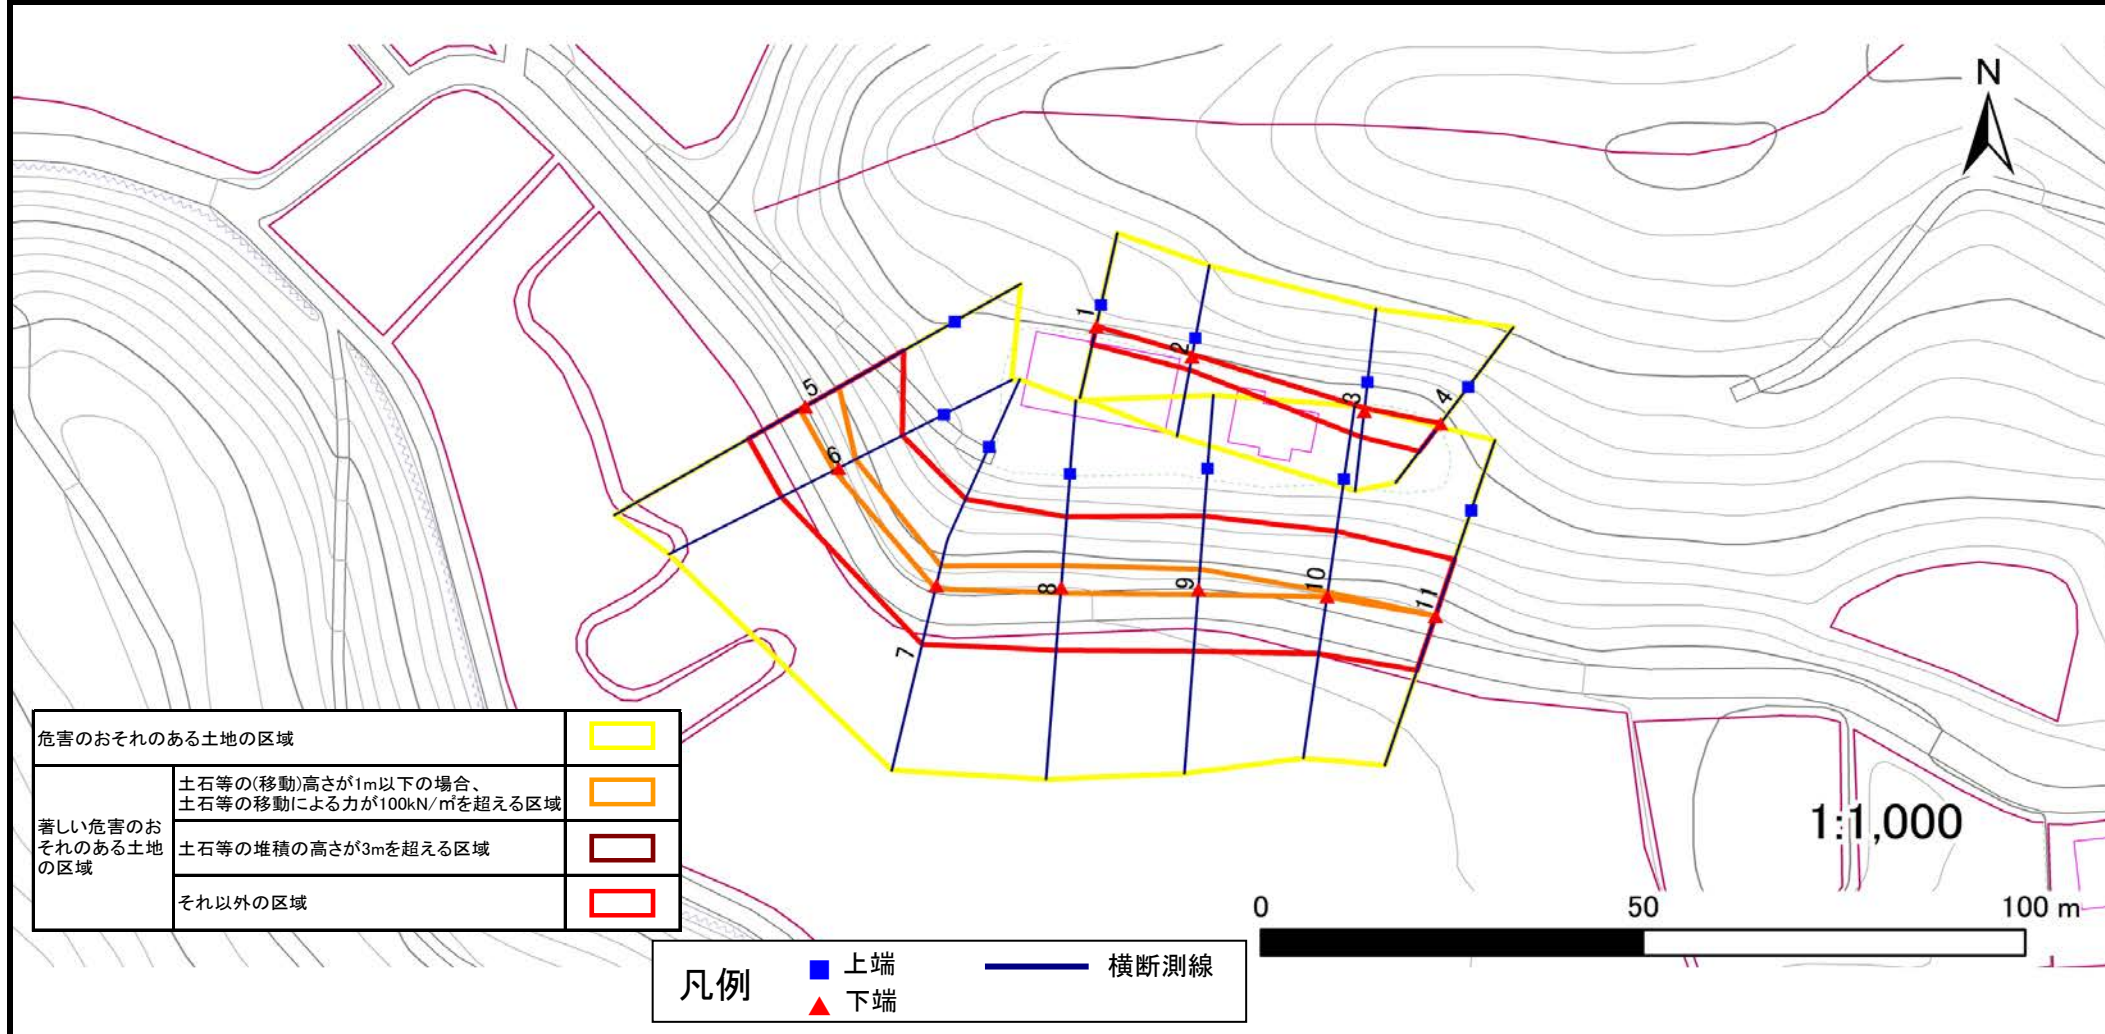 N
1
2
3
4
5
6
7
8
9
10
11
危害のおそれのある土地の区域
著しい危害のお
それのある土地
の区域
土石等の(移動)高さが1m以下の場合、
土石等の移動による力が100kN/㎡を超える区域
土石等の堆積の高さが3mを超える区域
それ以外の区域
1:1,000
0 50 100 m
凡例
上端
下端
横断測線